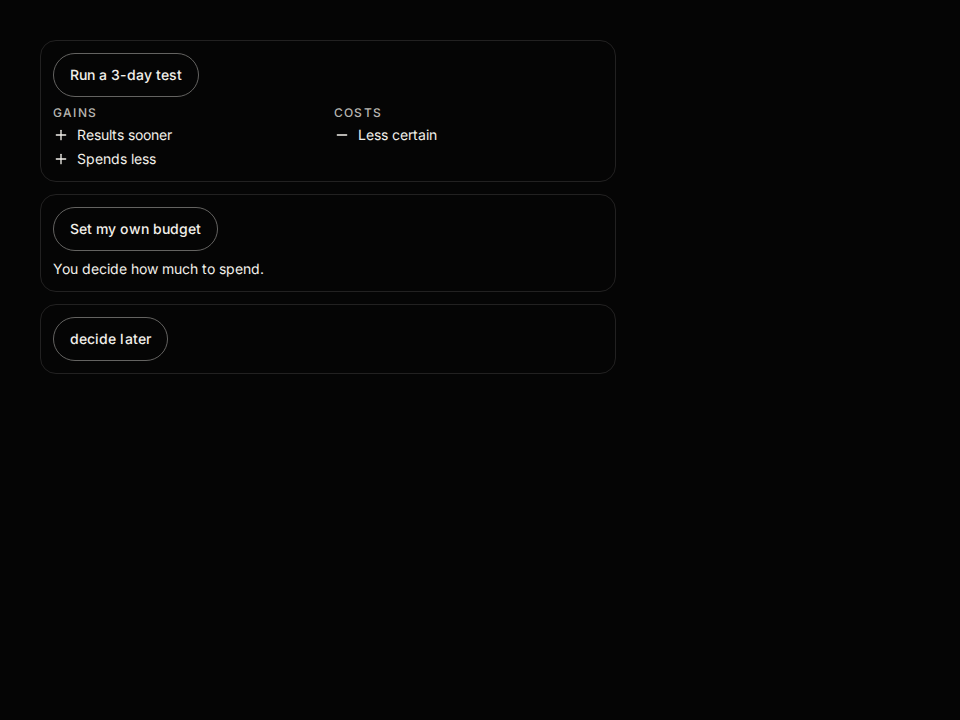 Run a 3-day test
GAINS
+ Results sooner
+ Spends less
COSTS
− Less certain
Set my own budget
You decide how much to spend.
decide later